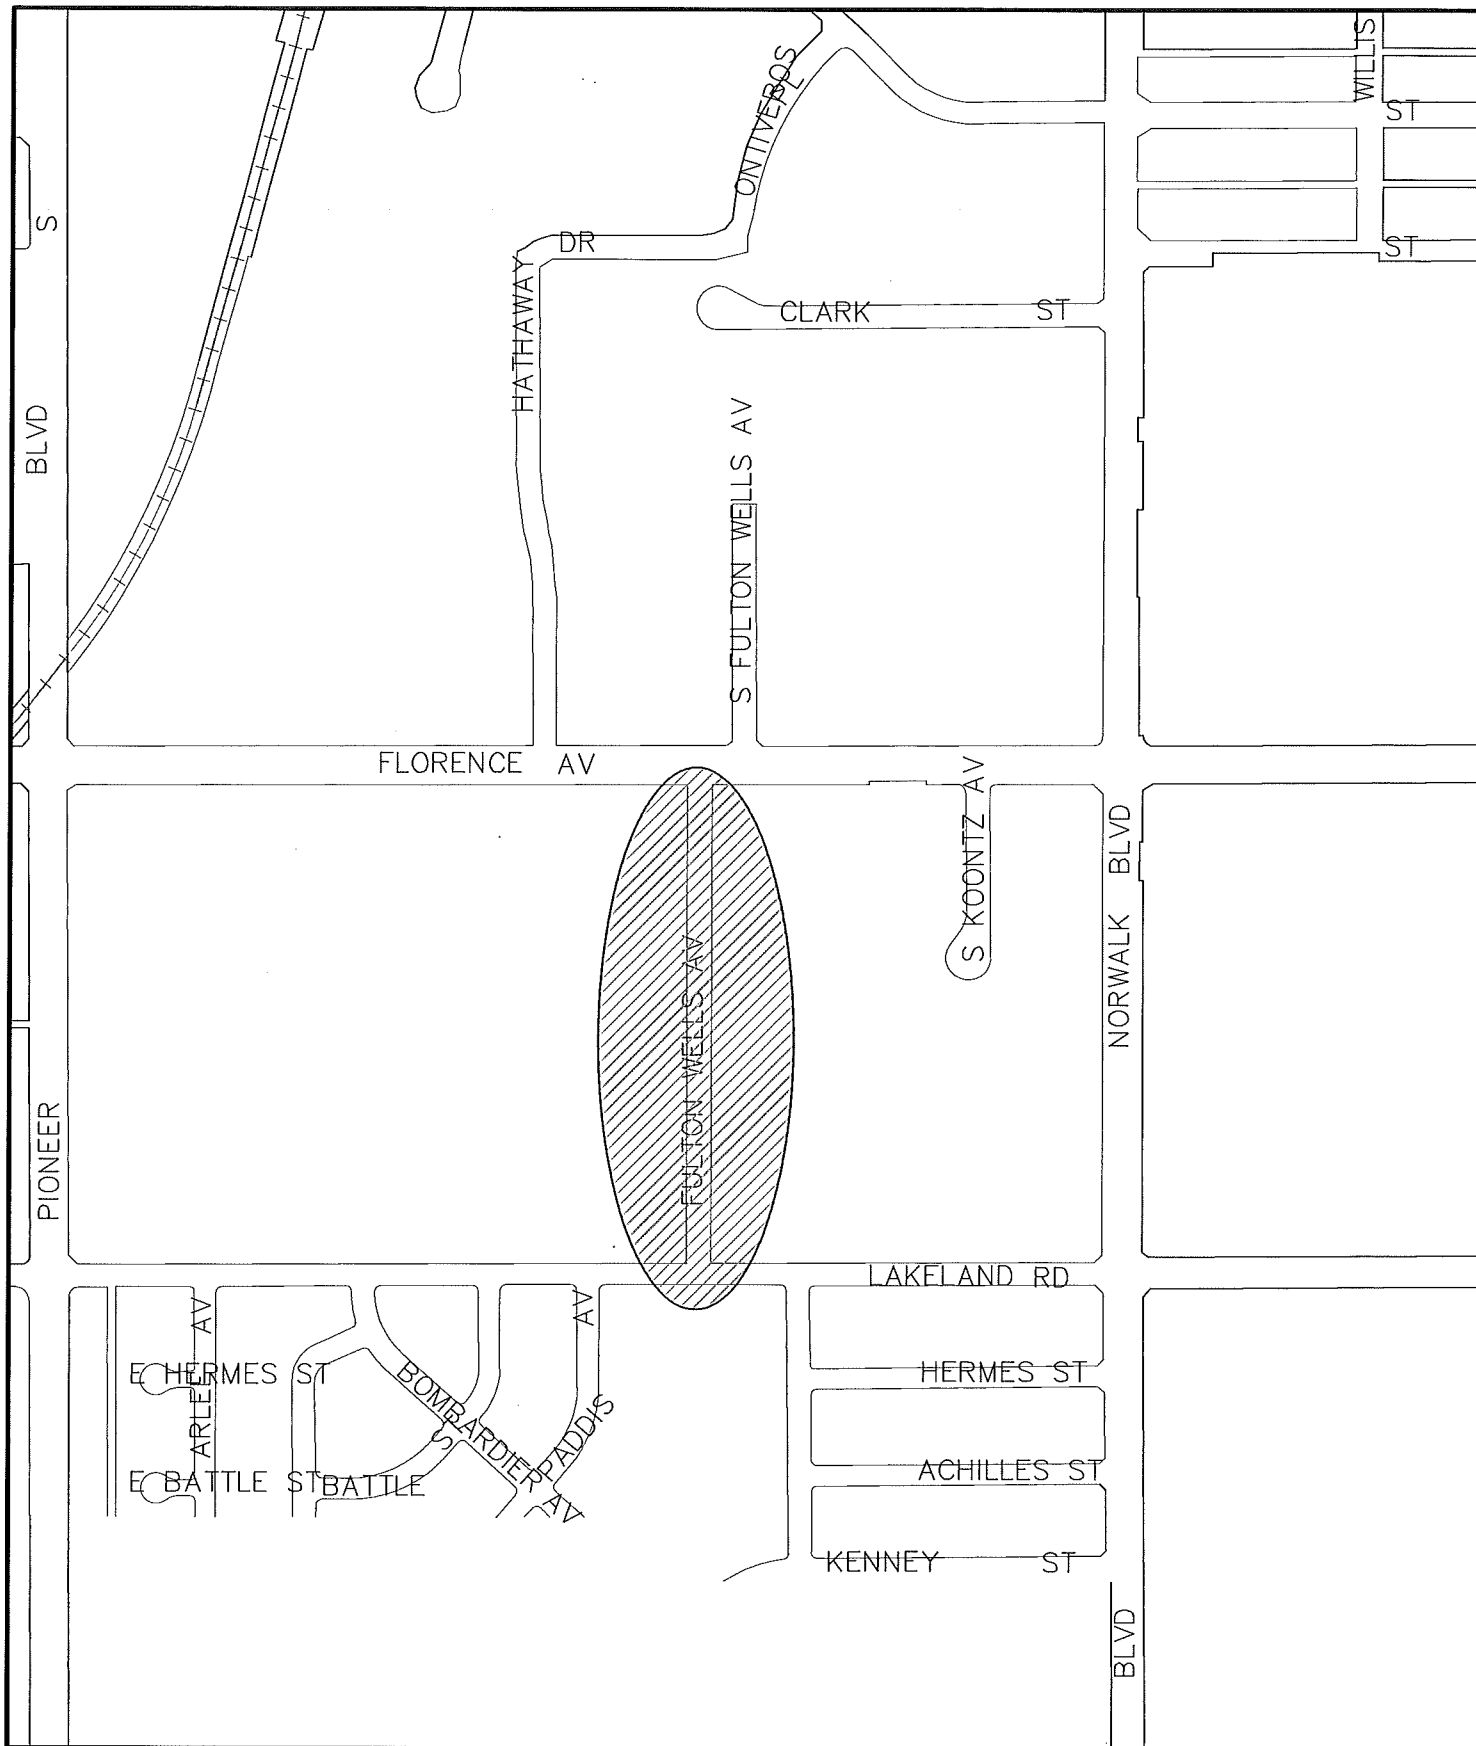 WILLIS
ST
ONTIVEROS
PL
S
DR
ST
HATHAWAY
CLARK ST
BLVD
S FULTON WELLS AV
FLORENCE AV
S KOONTZ AV
NORWALK BLVD
FULTON WELLS AV
PIONEER
LAKELAND RD
ARLEE AV
AV
PADDIS
E HERMES ST
HERMES ST
BOMBARDIER AV
E BATTLE ST
BATTLE
ST
ACHILLES ST
KENNEY ST
BLVD